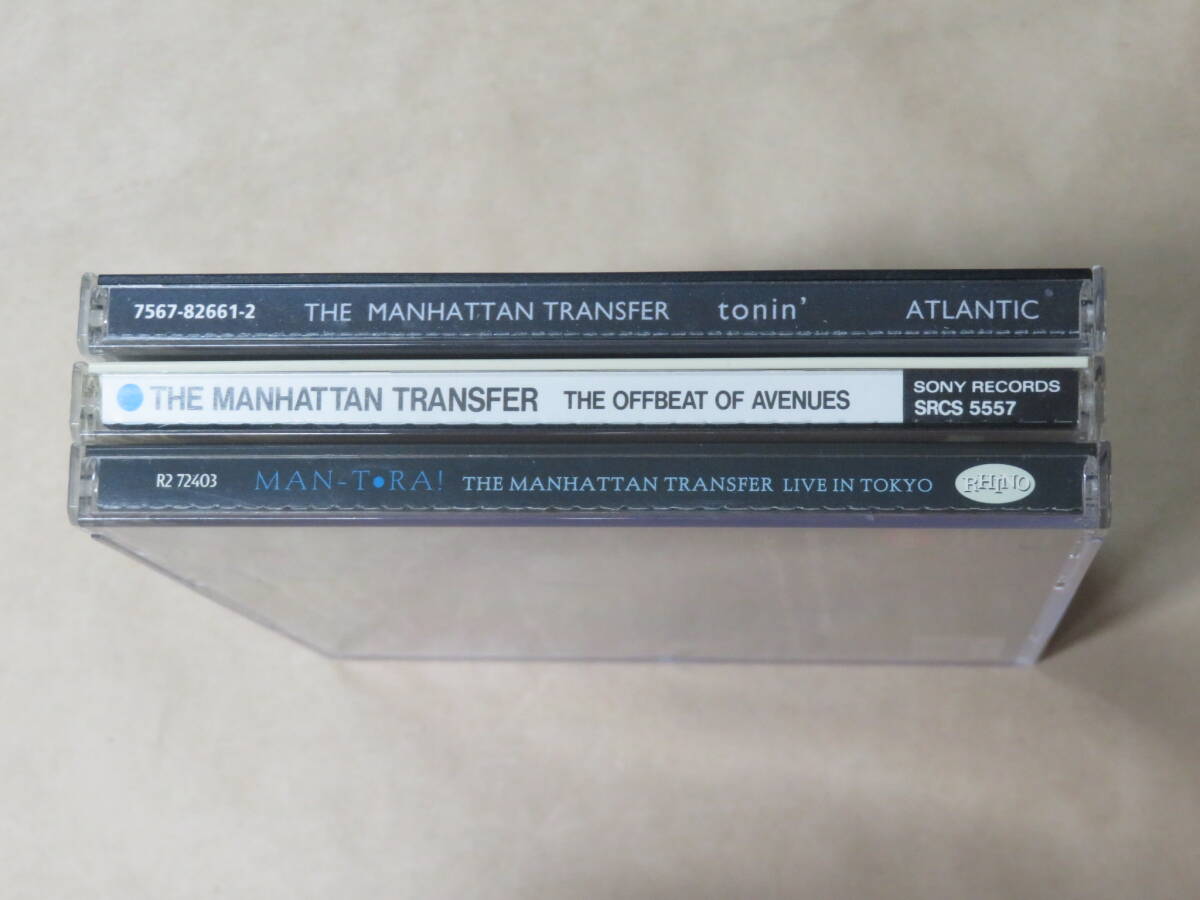 7567-82661-2 THE MANHATTAN TRANSFER tonin' ATLANTIC
THE MANHATTAN TRANSFER THE OFFBEAT OF AVENUES SONY RECORDS
SRCS 5557
R2 72403 MAN-T•RA! THE MANHATTAN TRANSFER LIVE IN TOKYO RHINO